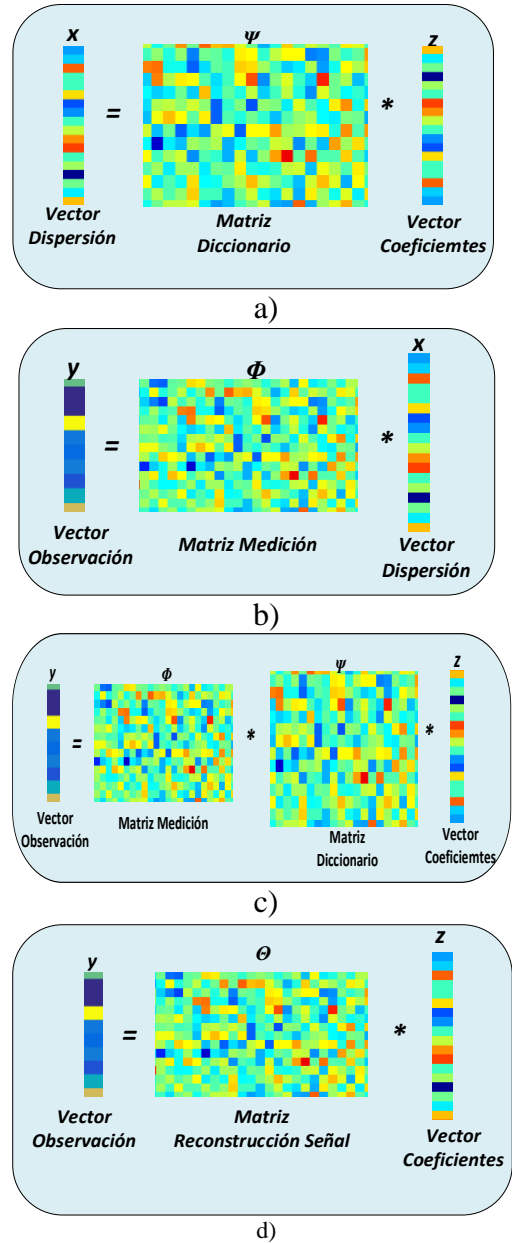 x Ψ z
= *
Vector Matriz Vector
Dispersión Diccionario Coeficiemtes
a)
y Φ x
= *
Vector Matriz Medición Vector
Observación Dispersión
b)
y Φ Ψ z
= * *
Vector Matriz Medición Matriz Vector
Observación Diccionario Coeficiemtes
c)
y Θ z
= *
Vector Matriz Vector
Observación Reconstrucción Señal Coeficientes
d)